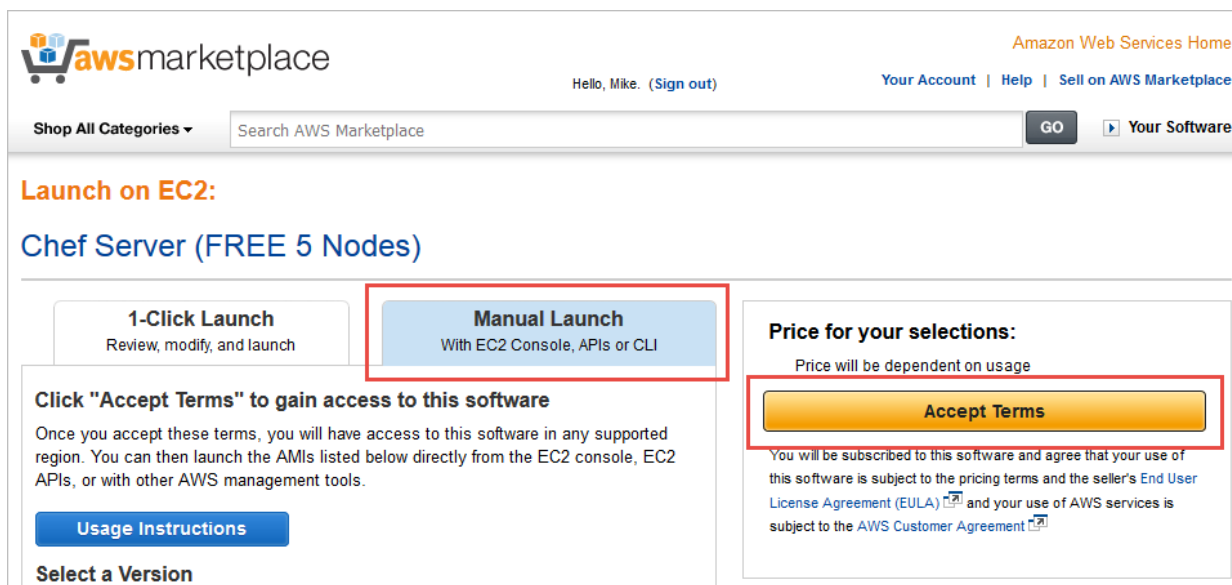 awsmarketplace
Amazon Web Services Home
Hello, Mike. (Sign out)
Your Account | Help | Sell on AWS Marketplace
Shop All Categories
Search AWS Marketplace
GO
Your Software
Launch on EC2:
Chef Server (FREE 5 Nodes)
1-Click Launch
Review, modify, and launch
Manual Launch
With EC2 Console, APIs or CLI
Click "Accept Terms" to gain access to this software
Once you accept these terms, you will have access to this software in any supported
region. You can then launch the AMIs listed below directly from the EC2 console, EC2
APIs, or with other AWS management tools.
Usage Instructions
Select a Version
Price for your selections:
Price will be dependent on usage
Accept Terms
You will be subscribed to this software and agree that your use of
this software is subject to the pricing terms and the seller's End User
License Agreement (EULA) and your use of AWS services is
subject to the AWS Customer Agreement